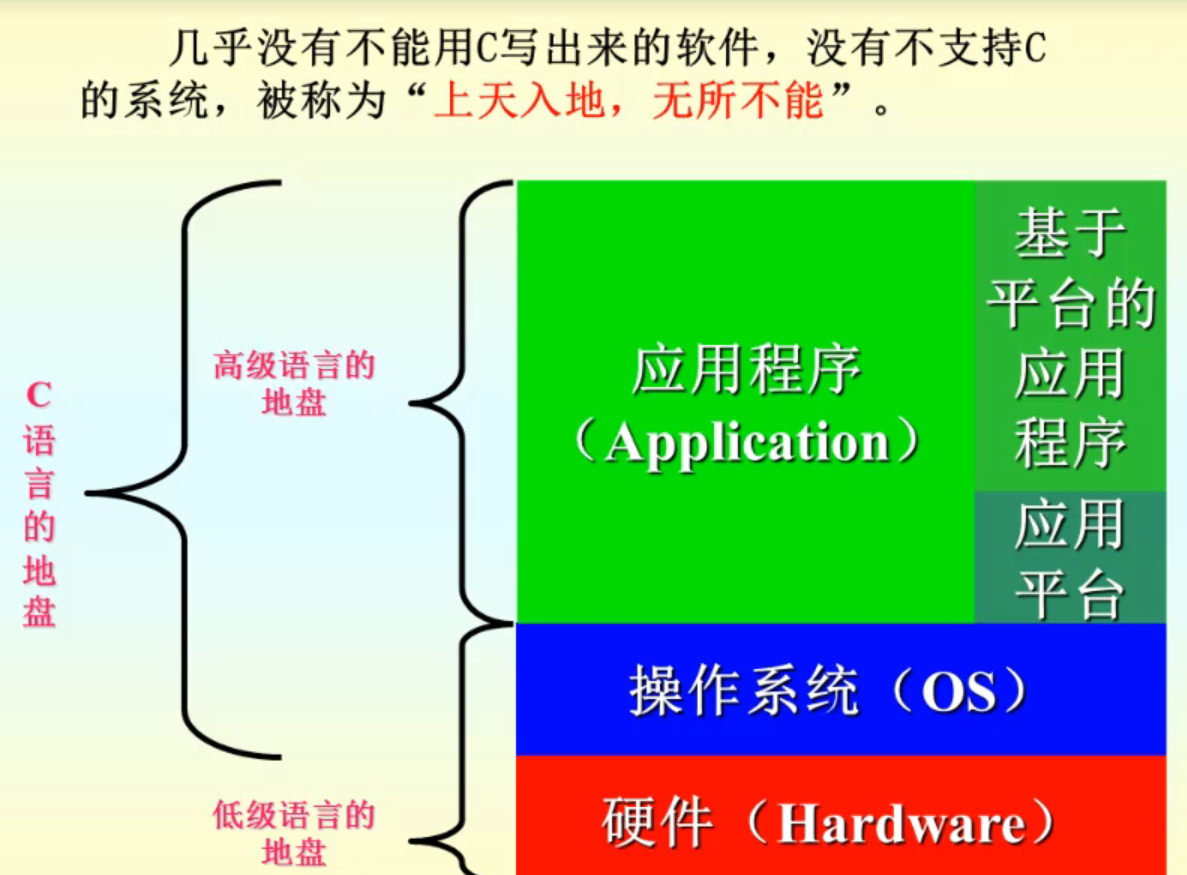 几乎没有不能用C写出来的软件，没有不支持C
的系统，被称为“上天入地，无所不能”。
C
语
言
的
地
盘
高级语言的
地盘
低级语言的
地盘
应用程序
（Application）
基于
平台的
应用
程序
应用
平台
操作系统（OS）
硬件（Hardware）